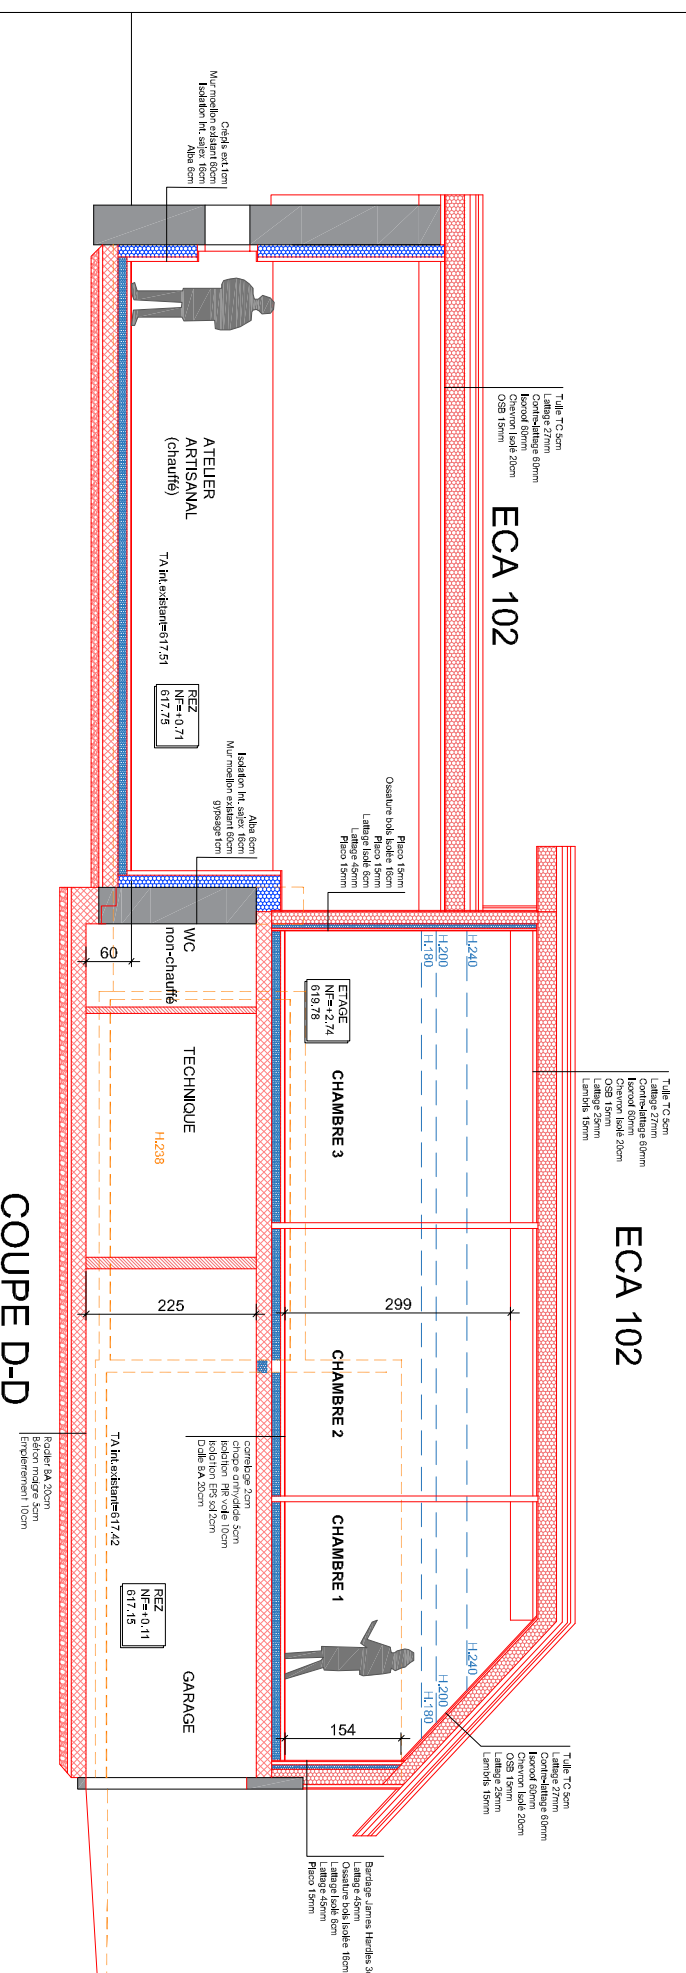 Crépis ext.1cm
Mur moellon existant 60cm
Isolation int. sajex 16cm
Alba 6cm
Tuile TC 5cm
Lattage 27mm
Contre-lattage 60mm
Isoroof 60mm
Chevron isolé 20cm
OSB 15mm
ECA 102
ATELIER
ARTISANAL
(chauffé)
TA int.existant=617.51
REZ
NF=+0.71
617.75
Alba 6cm
Isolation int. sajex 16cm
Mur moellon existant 60cm
gypsage1cm
Placo 15mm
Ossature bois isolée 16cm
Placo 15mm
Lattage isolé 6cm
Lattage 45mm
Placo 15mm
Tuile TC 5cm
Lattage 27mm
Contre-lattage 60mm
Isoroof 60mm
Chevron isolé 20cm
OSB 15mm
Lattage 25mm
Lambris 15mm
ECA 102
H.240
H.200
H.180
ETAGE
NF=+2.74
619.78
CHAMBRE 3
WC
non-chauffé
60
TECHNIQUE
H.238
225
299
CHAMBRE 2
CHAMBRE 1
carrelage 2cm
chape anhydride 5cm
isolation PIR voile 10cm
isolation EPS sol 2cm
Dalle BA 20cm
TA int.existant=617.42
REZ
NF=+0.11
617.15
GARAGE
H.240
H.200
H.180
154
Tuile TC 5cm
Lattage 27mm
Contre-lattage 60mm
Isoroof 60mm
Chevron isolé 20cm
OSB 15mm
Lattage 25mm
Lambris 15mm
Bardage James Hardies
Lattage 45mm
Ossature bois isolée 16cm
Lattage isolé 6cm
Lattage 45mm
Placo 15mm
Radier BA 20cm
Béton maigre 5cm
Empierrement 10cm
COUPE D-D